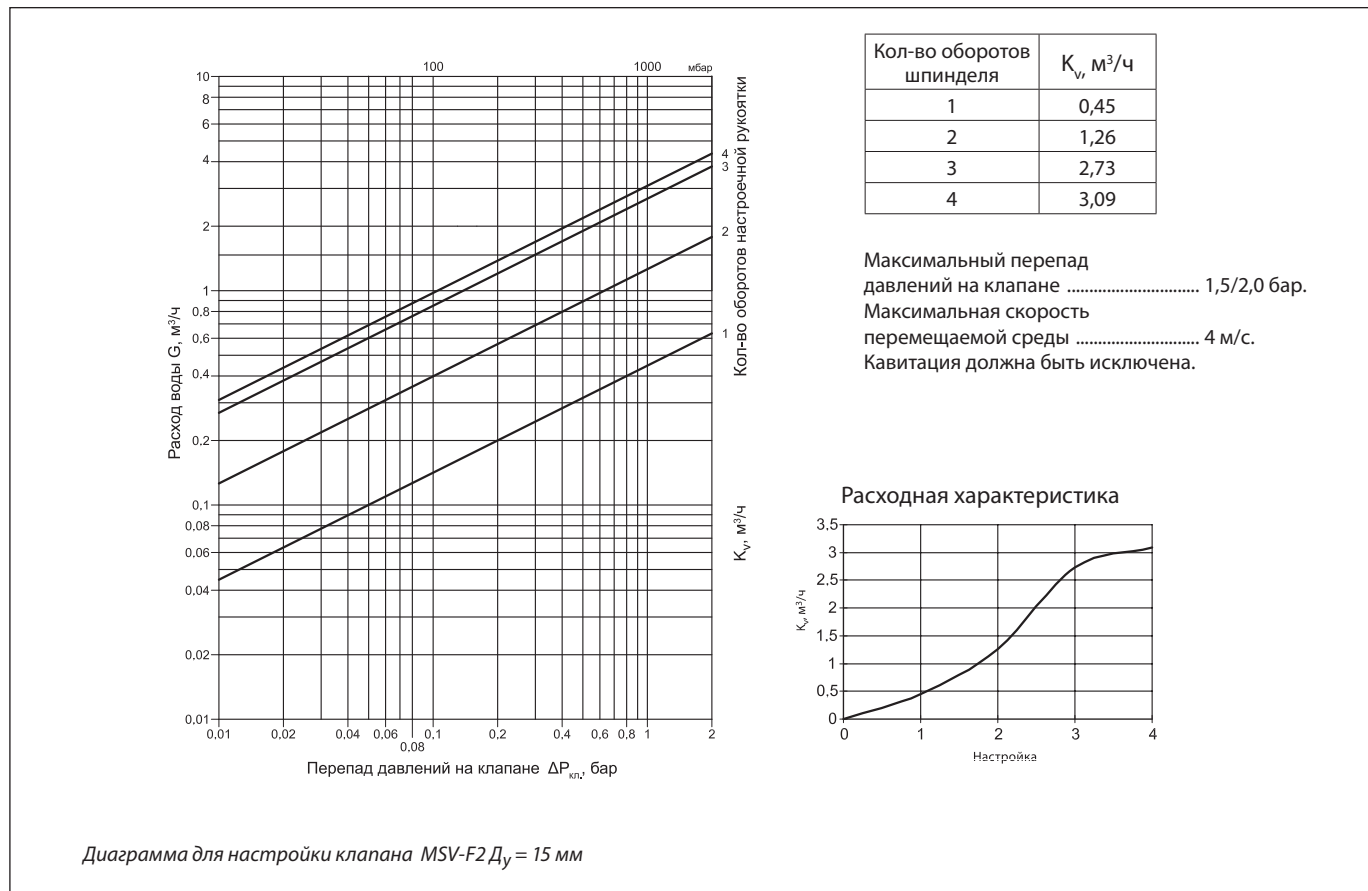 100
1000
мбар
10
8
6
4
2
1
0,8
0,6
0,4
0,2
0,1
0,08
0,06
0,04
0,02
0,01
Расход воды G, м³/ч
0,01
0,02
0,04
0,06
0,08
0,1
0,2
0,4
0,6
0,8
1
2
Перепад давлений на клапане ΔPкл., бар
4
3
2
1
Кол-во оборотов настроечной рукоятки
Kv, м³/ч
Кол-во оборотов шпинделя
Kv, м³/ч
1 0,45
2 1,26
3 2,73
4 3,09
Максимальный перепад
давлений на клапане ............................ 1,5/2,0 бар.
Максимальная скорость
перемещаемой среды .......................... 4 м/с.
Кавитация должна быть исключена.
Расходная характеристика
3.5
3
2,5
2
1.5
1
0,5
0
Kv, м³/ч
0 1 2 3 4
Настройка
Диаграмма для настройки клапана MSV-F2 Ду = 15 мм